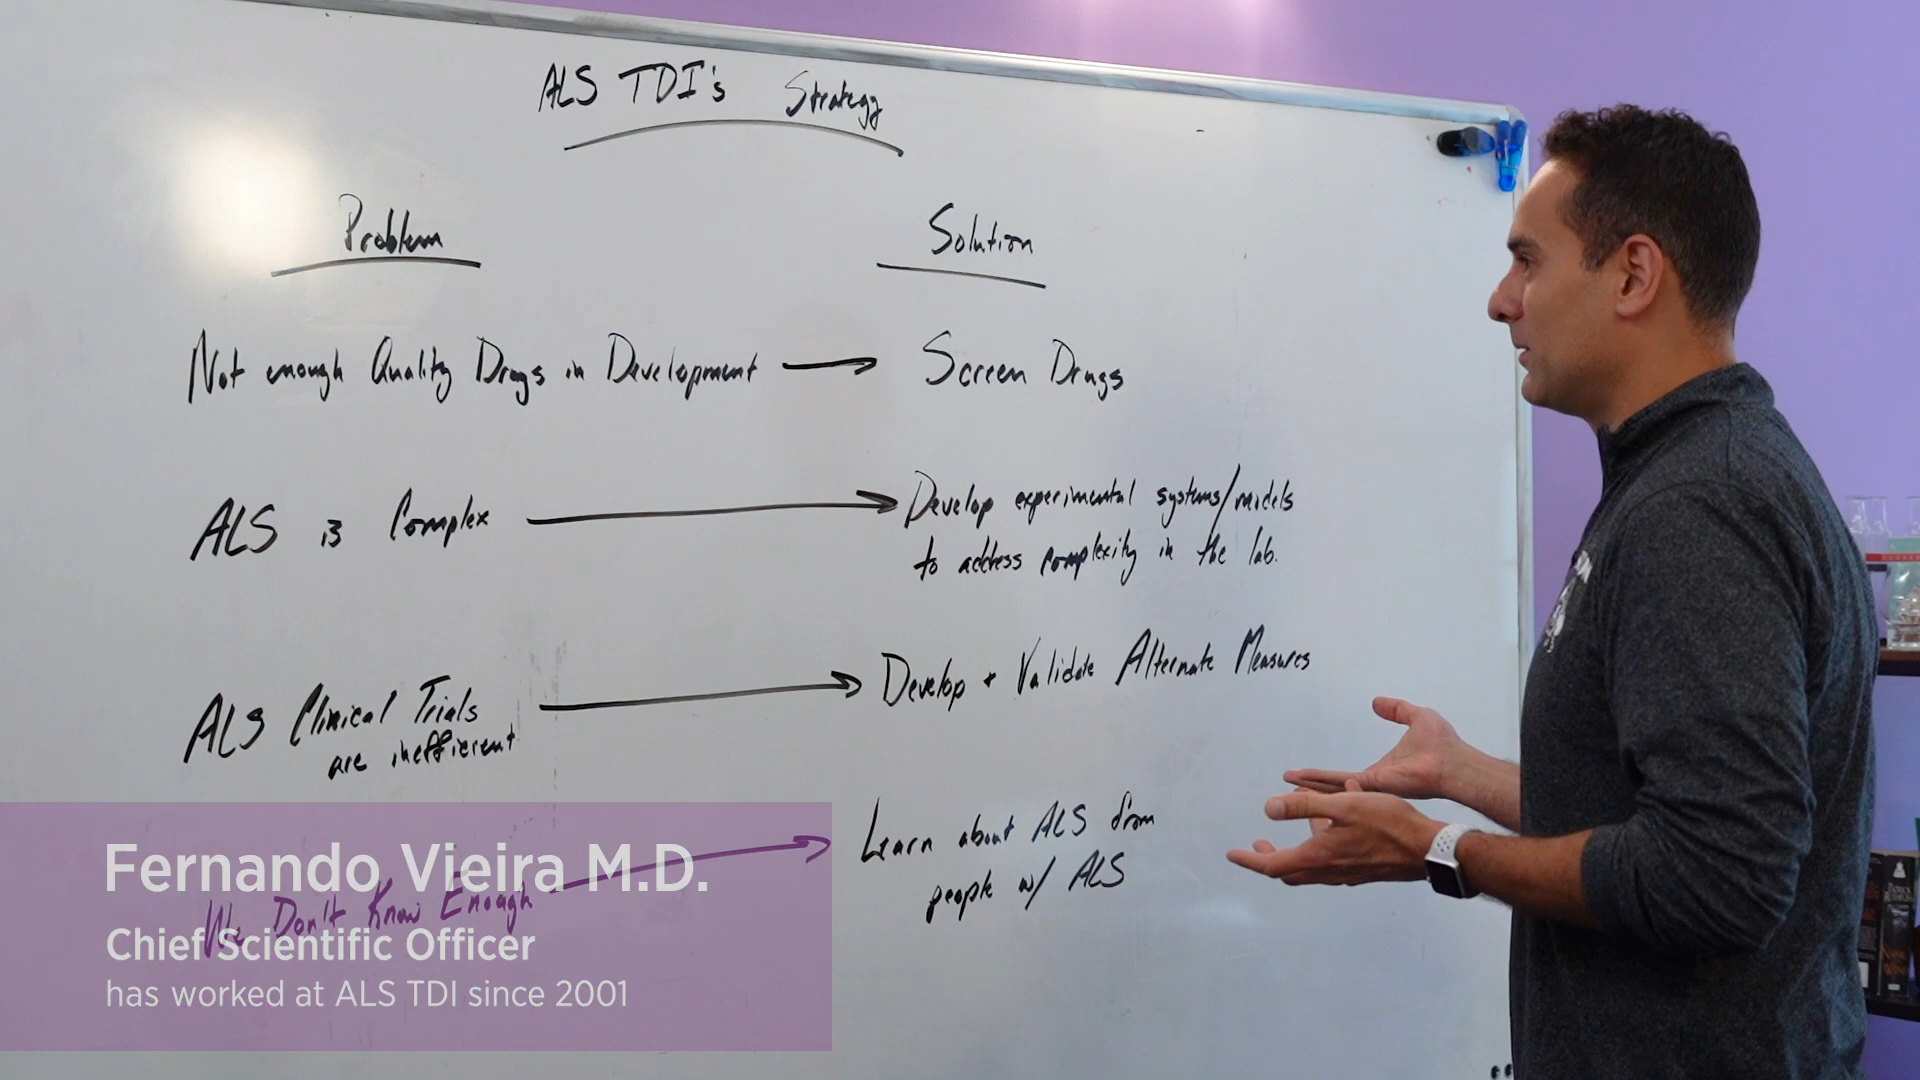 ALS TDI's Strategy
Problem
Solution
Not enough Quality Drugs in Development
Screen Drugs
ALS is Complex
Develop experimental systems/models
to address complexity in the lab.
ALS Clinical Trials
are inefficient
Develop + Validate Alternate Measures
We Don't Know Enough
Learn about ALS from
people w/ ALS
Fernando Vieira M.D.
Chief Scientific Officer
has worked at ALS TDI since 2001